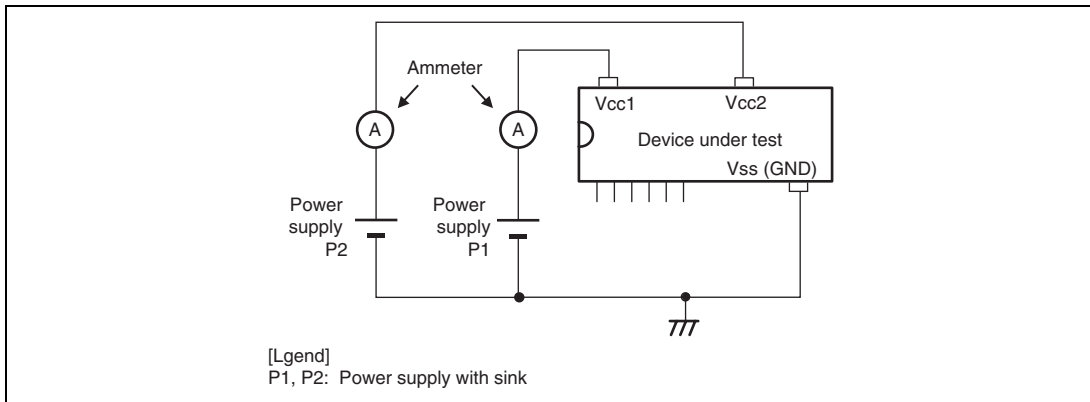 Ammeter
A
A
Vcc1
Vcc2
Device under test
Vss (GND)
Power
supply
P2
Power
supply
P1
[Lgend]
P1, P2: Power supply with sink